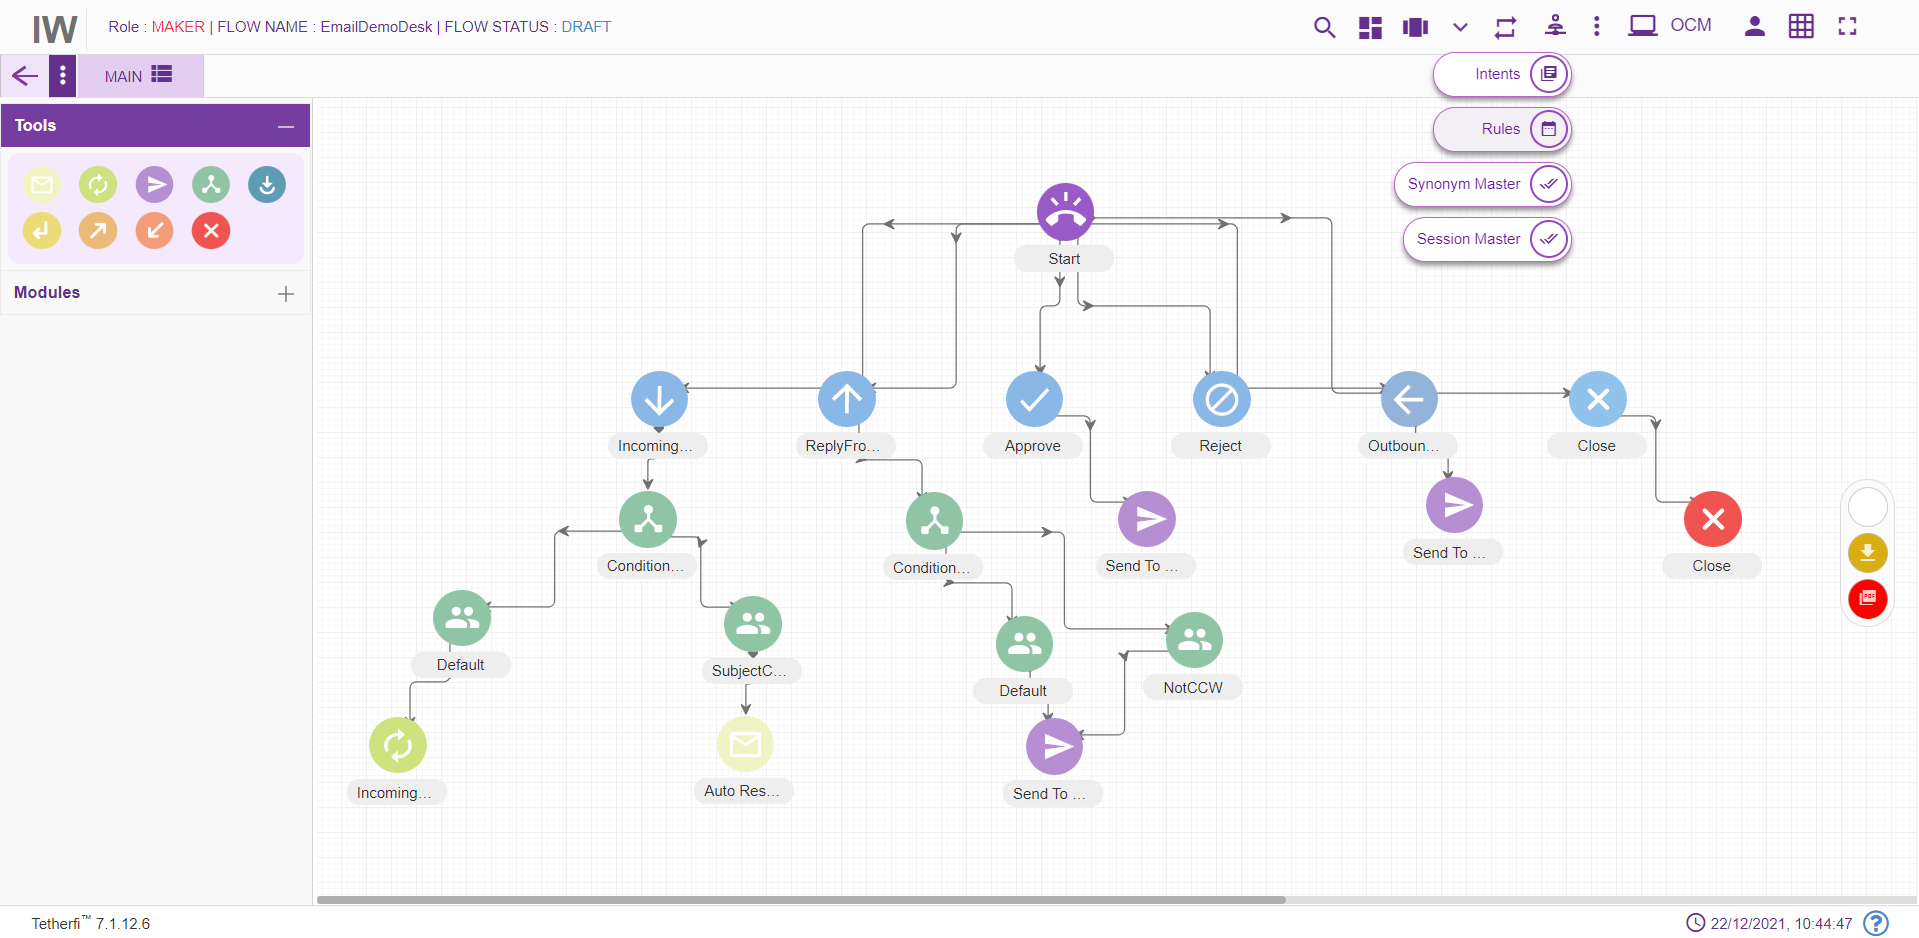 IW
Role : MAKER | FLOW NAME : EmailDemoDesk | FLOW STATUS : DRAFT
OCM
MAIN
Intents
Tools
Rules
Synonym Master
Session Master
Start
Modules
Incoming...
ReplyFro...
Approve
Reject
Outboun...
Close
Condition...
Condition...
Send To ...
Send To ...
Close
PDF
Default
SubjectC...
Default
NotCCW
Incoming...
Auto Res...
Send To ...
Tetherfi™ 7.1.12.6
22/12/2021, 10:44:47
?